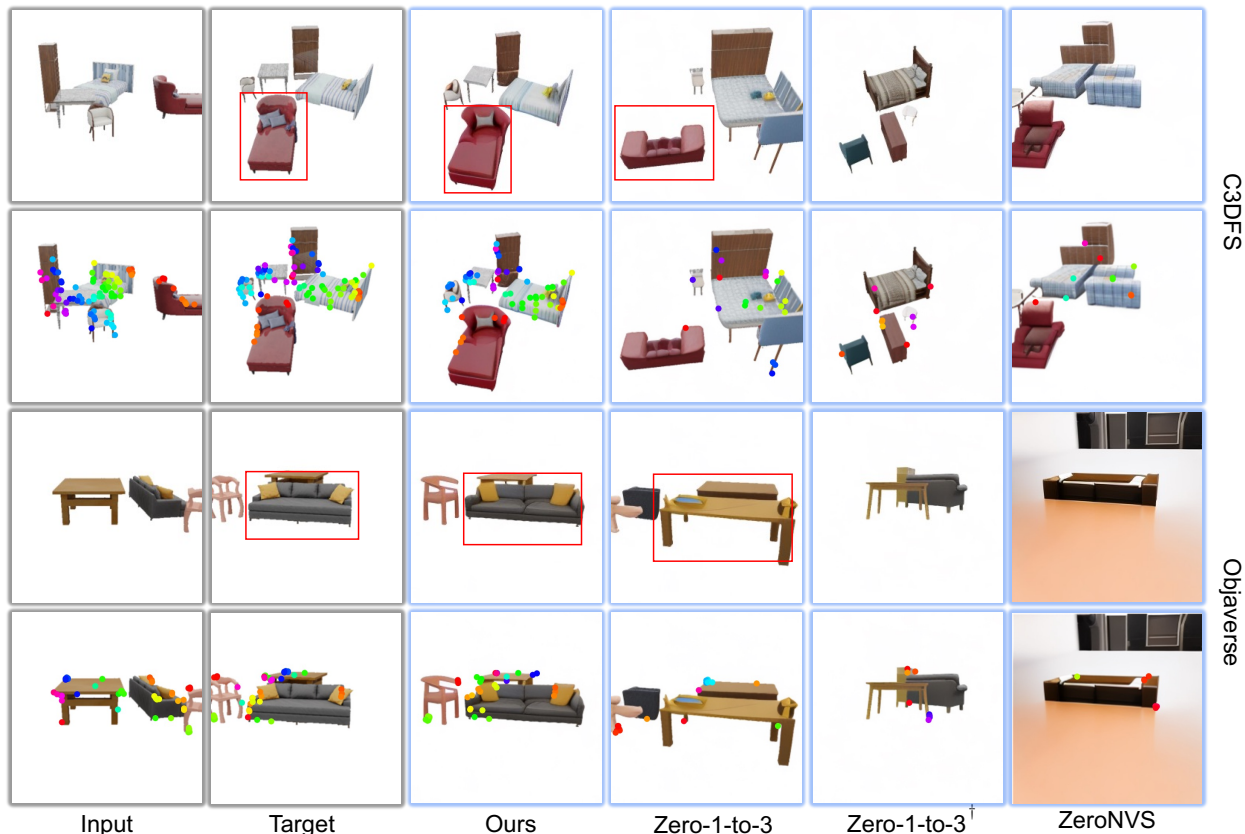 C3DFS
Objaverse
Input
Target
Ours
Zero-1-to-3
Zero-1-to-3†
ZeroNVS